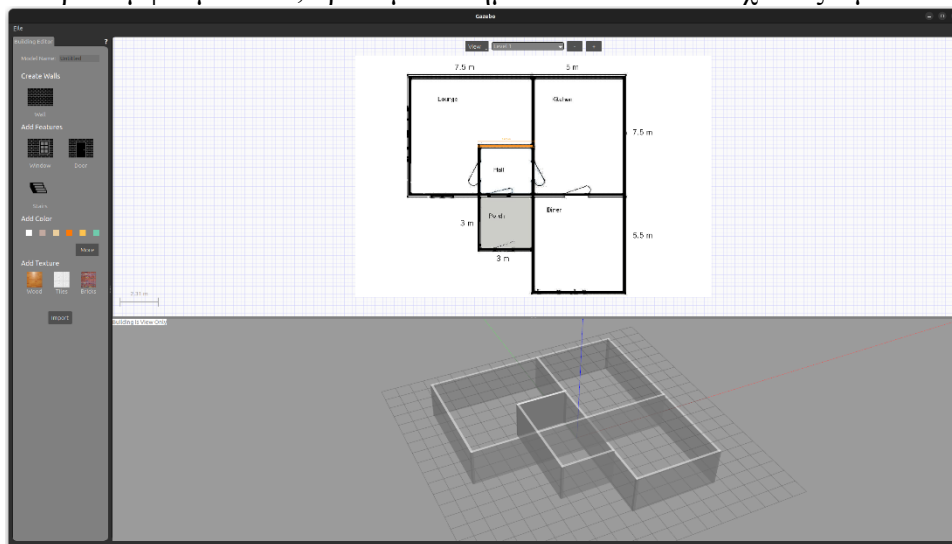 Gazebo
File
Building Editor
?
Model Name: Untitled
Create Walls
Wall
Add Features
Window
Door
Stairs
Add Color
More
Add Texture
Wood
Tiles
Bricks
Import
View
Level 1
-
+
7.5 m
5 m
Lounge
Kitchen
7.5 m
Hall
Diner
3 m
5.5 m
3 m
Building is View Only